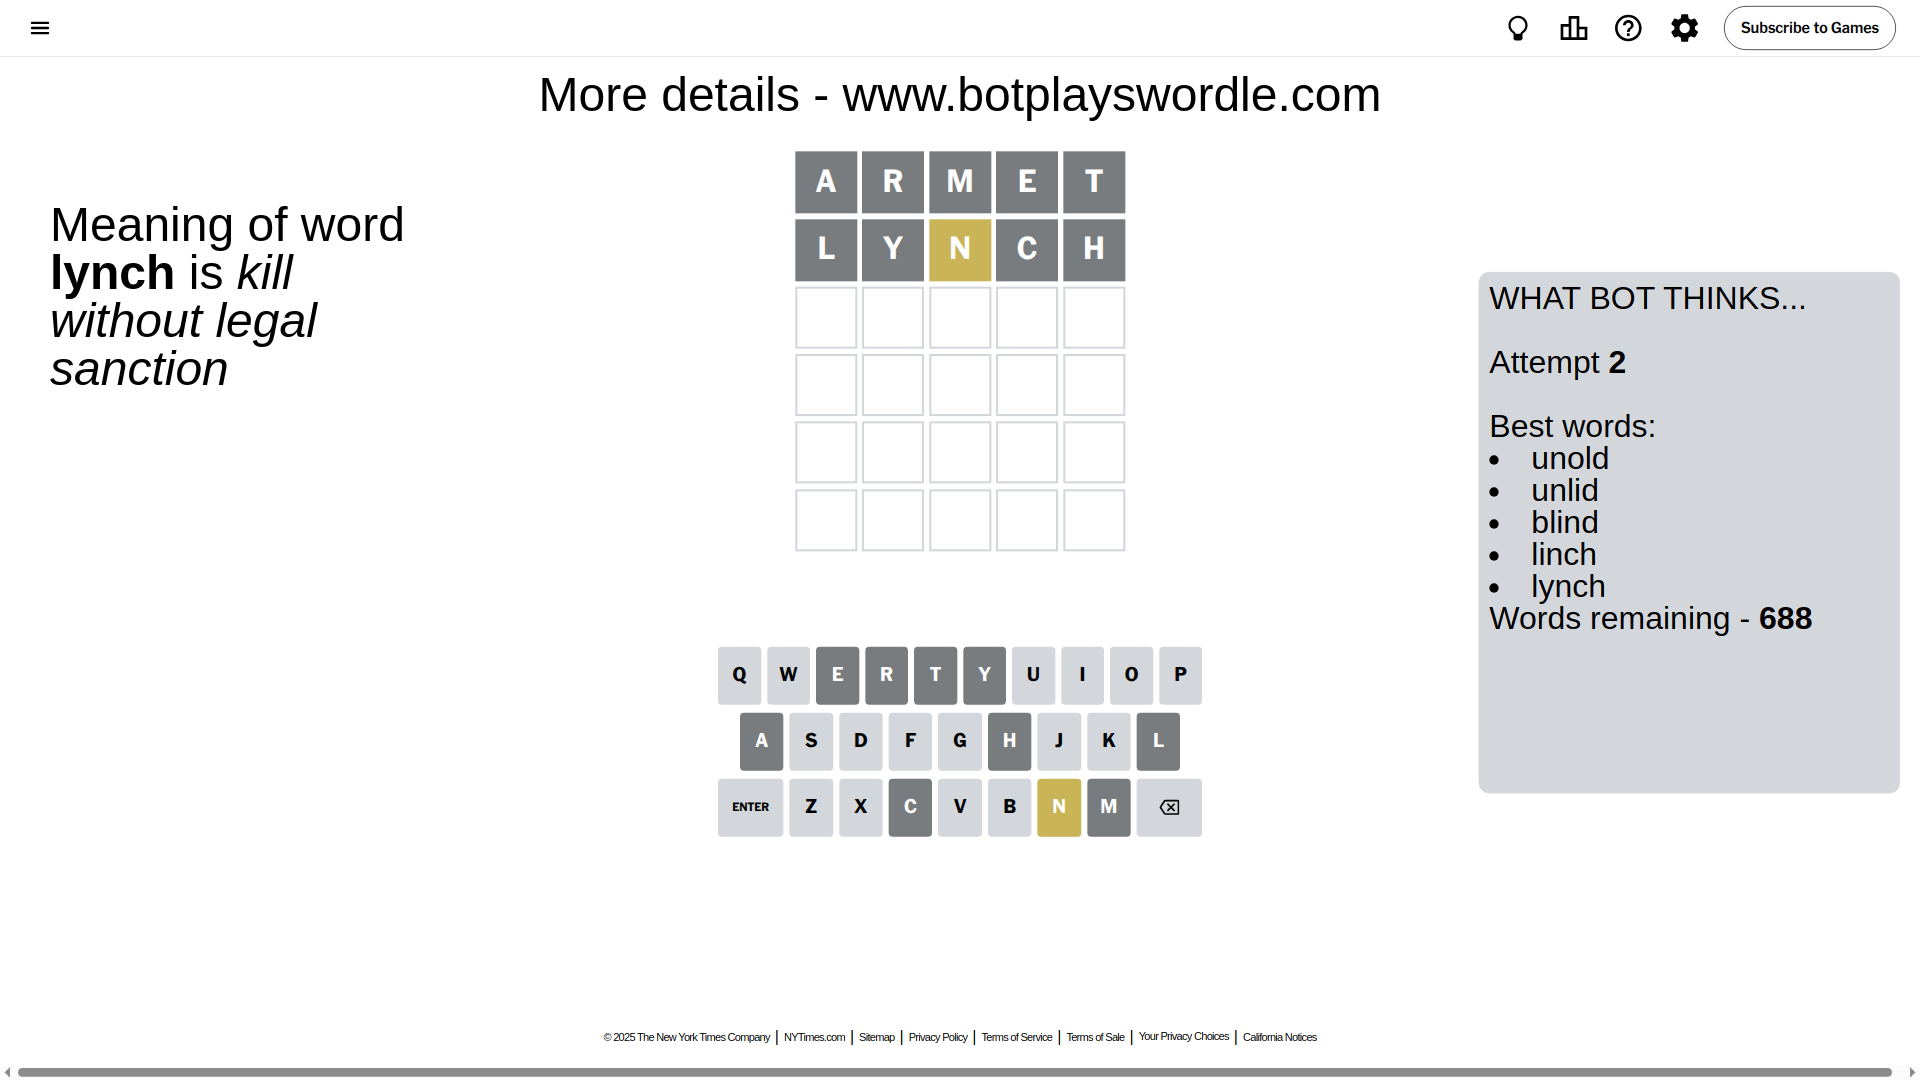 Subscribe to Games
More details - www.botplayswordle.com
Meaning of word
lynch is kill
without legal
sanction
A R M E T
L Y N C H
WHAT BOT THINKS...
Attempt 2
Best words:
• unold
• unlid
• blind
• linch
• lynch
Words remaining - 688
Q W E R T Y U I O P
A S D F G H J K L
ENTER Z X C V B N M
© 2025 The New York Times Company | NYTimes.com | Sitemap | Privacy Policy | Terms of Service | Terms of Sale | Your Privacy Choices | California Notices